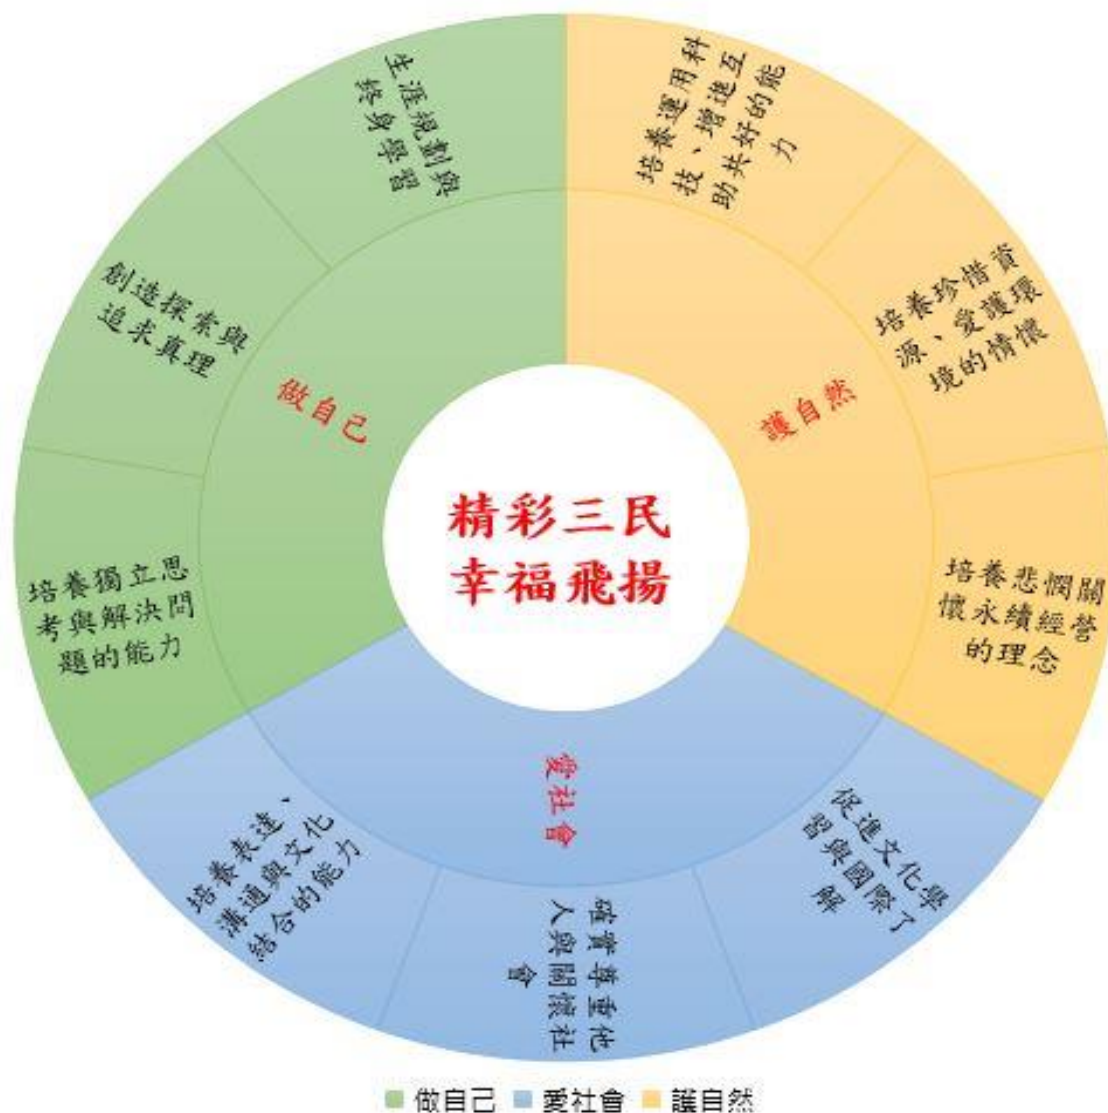 精彩三民
幸福飛揚
護自然
培養運用科
技、增進互
助共好的能
力
培養珍惜資
源、愛護環
境的情懷
培養悲憫關
懷永續經營
的理念
愛社會
促進文化學
習與國際了
解
確實尊重他
人與關懷社
會
培養表達、
溝通與文化
結合的能力
做自己
培養獨立思
考與解決問
題的能力
創造探索與
追求真理
生涯規劃與
終身學習
做自己 愛社會 護自然